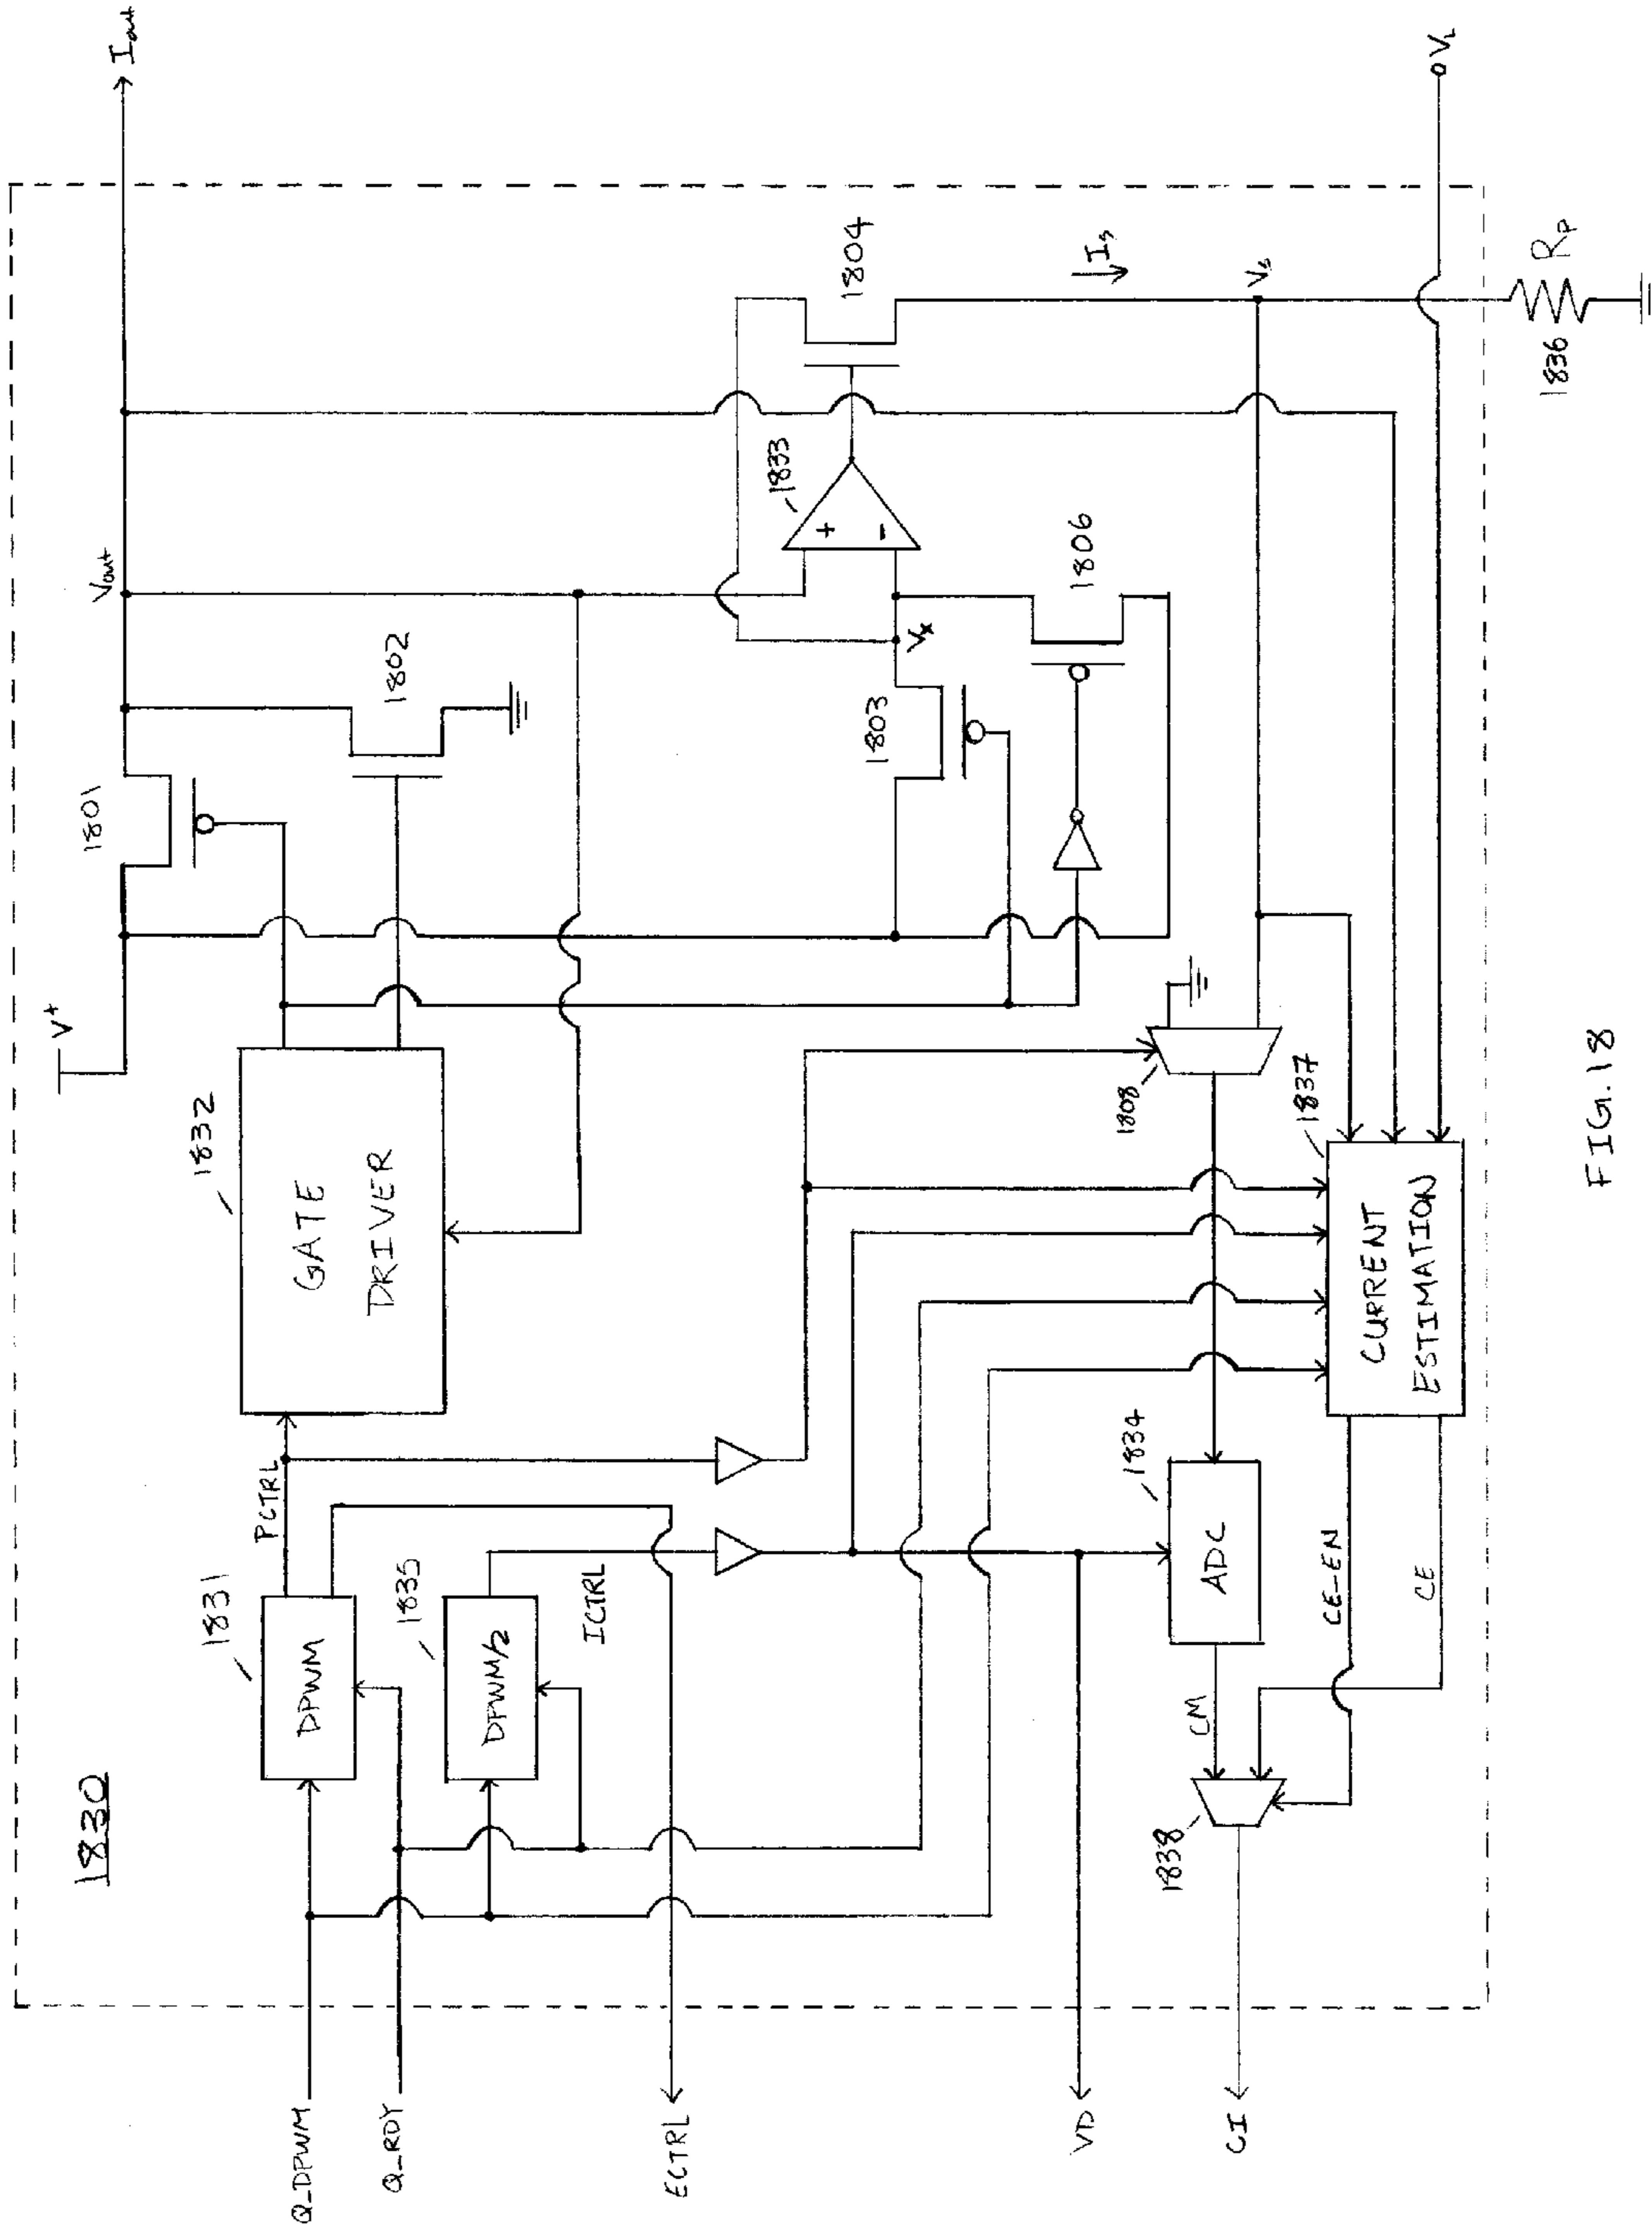 1830
V+
Vout
Iout
1801
1802
1832
GATE
DRIVER
PCTRL
1831
DPWM
1835
DPWM/2
ICTRL
Q_DPWM
Q_RDY
ECTRL
VD
CI
1833
+
-
1804
Vx
1803
1806
Is
Vs
VL
1836
RP
1808
1834
ADC
CM
1838
CE-EN
CE
1837
CURRENT
ESTIMATION
FIG.18